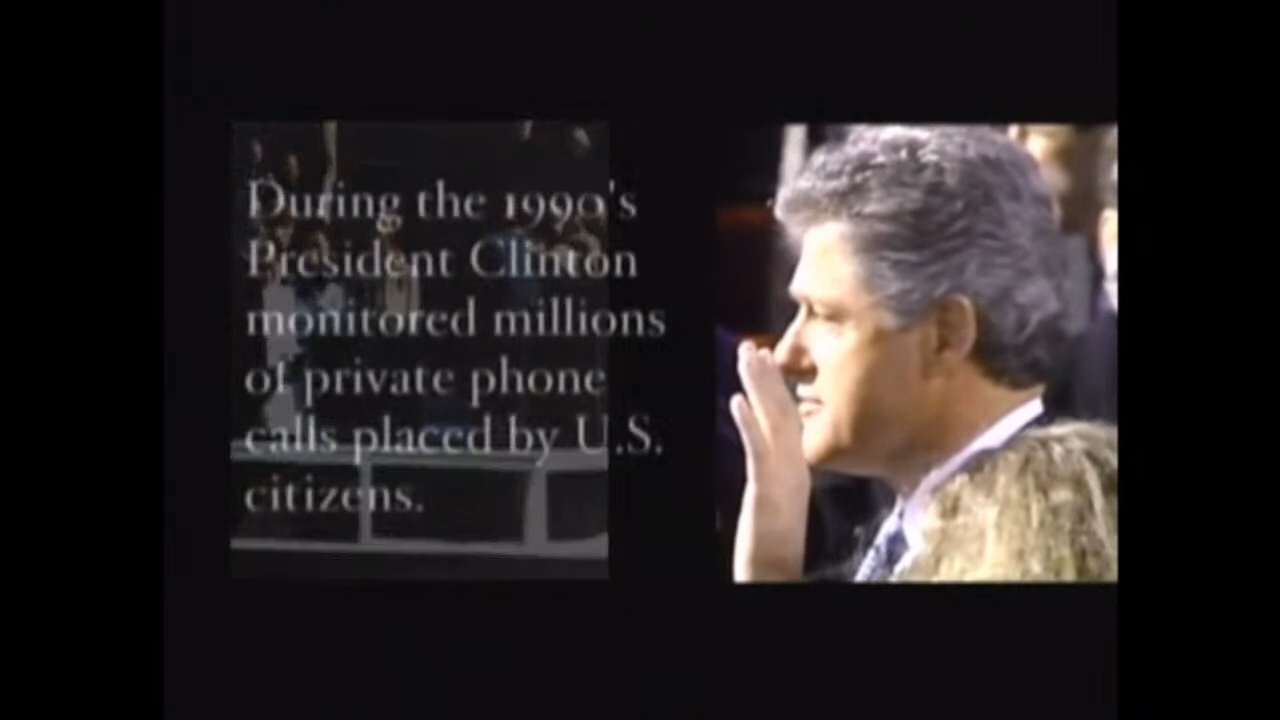 During the 1990's
President Clinton
monitored millions
of private phone
calls placed by U.S.
citizens.